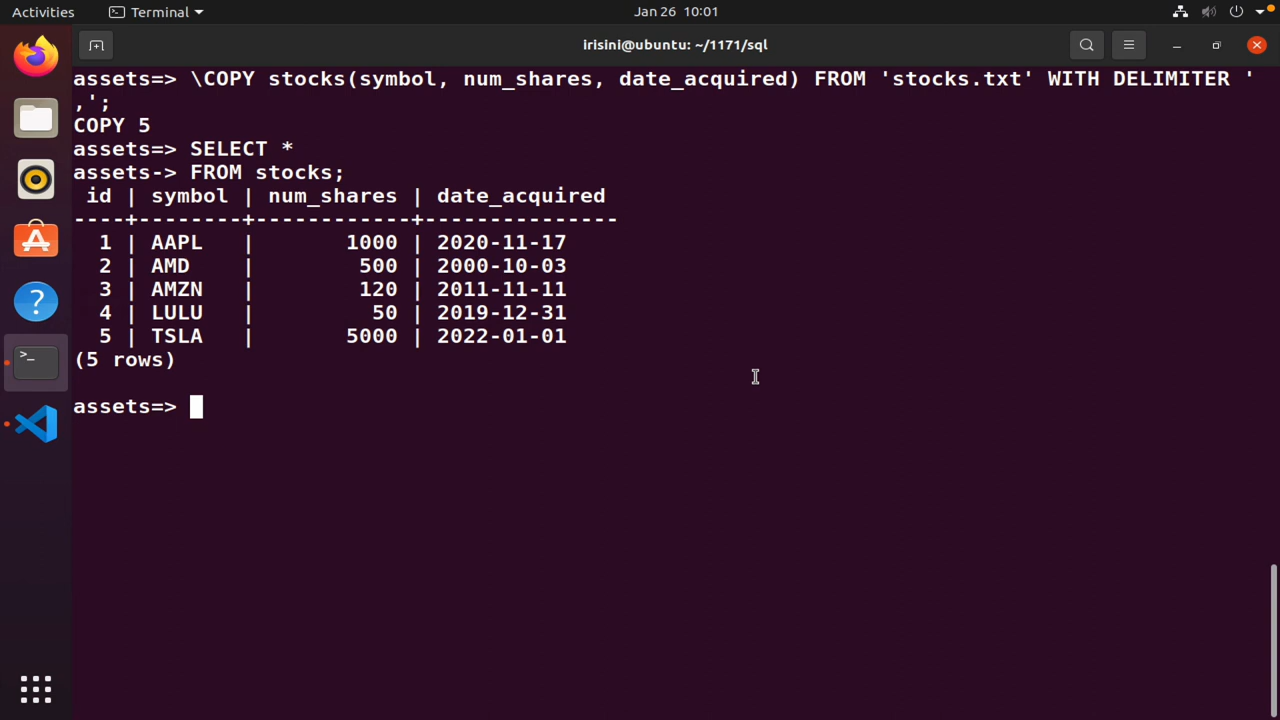 Activities Terminal Jan 26 10:01
irisini@ubuntu: ~/1171/sql
assets=> \COPY stocks(symbol, num_shares, date_acquired) FROM 'stocks.txt' WITH DELIMITER '
,';
COPY 5
assets=> SELECT *
assets-> FROM stocks;
 id | symbol | num_shares | date_acquired
----+--------+------------+---------------
  1 | AAPL   |       1000 | 2020-11-17
  2 | AMD    |        500 | 2000-10-03
  3 | AMZN   |        120 | 2011-11-11
  4 | LULU   |         50 | 2019-12-31
  5 | TSLA   |       5000 | 2022-01-01
(5 rows)
assets=>